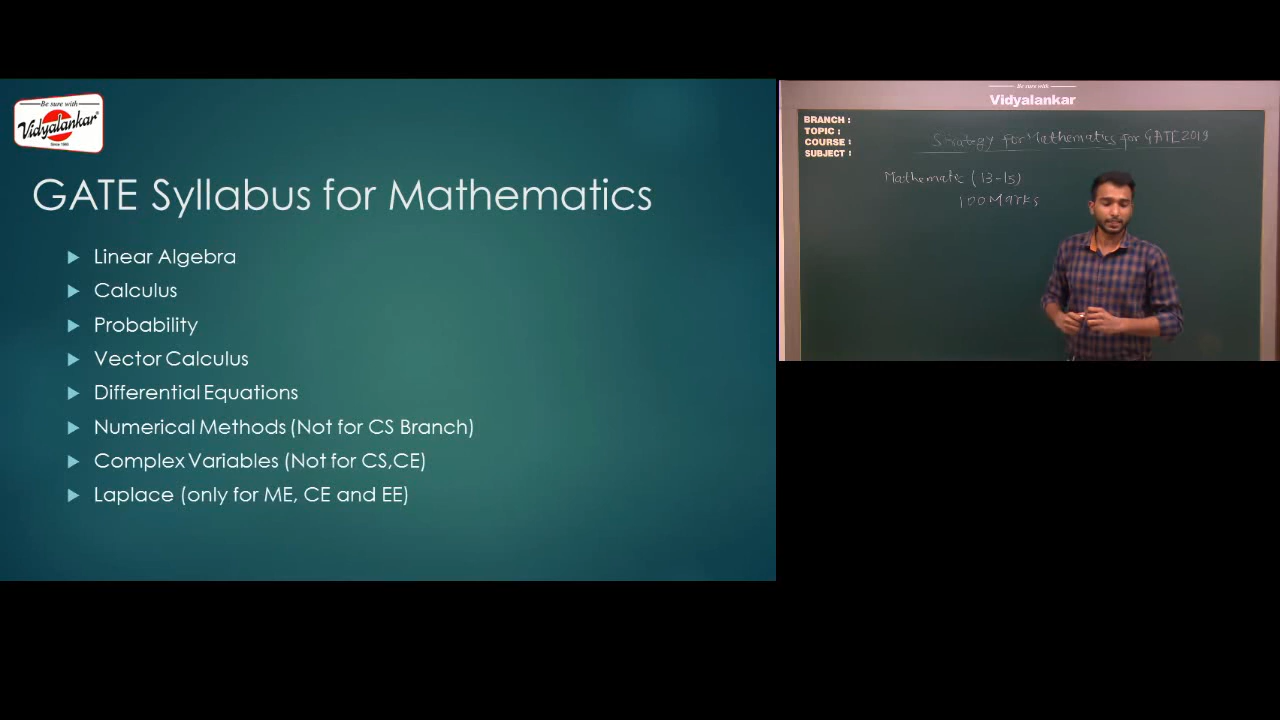 Be sure with
Vidyalankar®
Since 1960
GATE Syllabus for Mathematics
Linear Algebra
Calculus
Probability
Vector Calculus
Differential Equations
Numerical Methods (Not for CS Branch)
Complex Variables (Not for CS,CE)
Laplace (only for ME, CE and EE)
Be sure with
Vidyalankar
BRANCH :
TOPIC :
COURSE :
SUBJECT :
Strategy for Mathematics for GATE 2019
Mathematic (13-15)
100 Marks